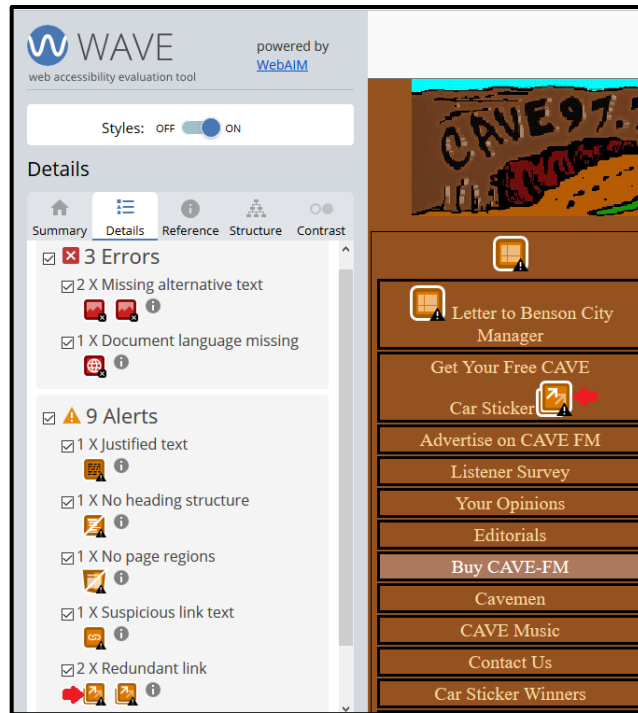 WAVE
web accessibility evaluation tool
powered by
WebAIM
Styles: OFF ON
Details
Summary Details Reference Structure Contrast
3 Errors
2 X Missing alternative text
1 X Document language missing
9 Alerts
1 X Justified text
1 X No heading structure
1 X No page regions
1 X Suspicious link text
2 X Redundant link
CAVE97.7
Letter to Benson City
Manager
Get Your Free CAVE
Car Sticker
Advertise on CAVE FM
Listener Survey
Your Opinions
Editorials
Buy CAVE-FM
Cavemen
CAVE Music
Contact Us
Car Sticker Winners